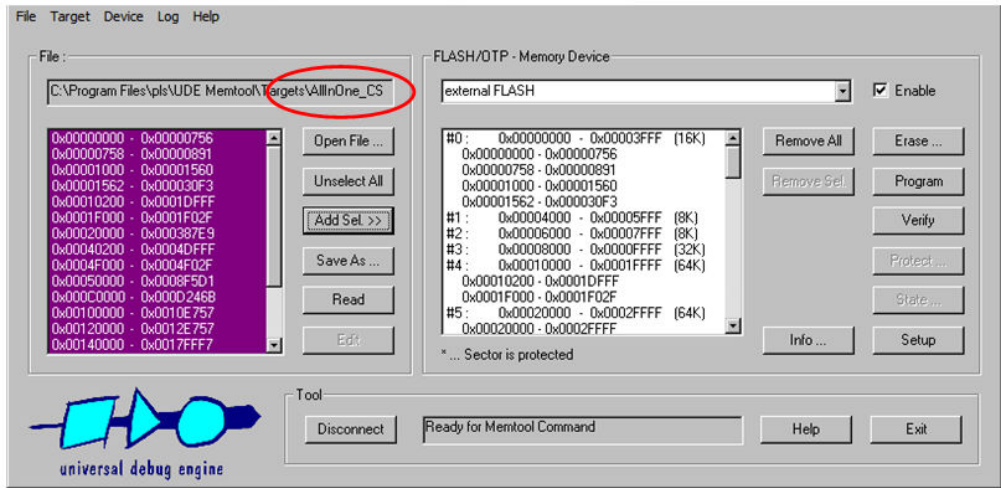 File Target Device Log Help
File :
C:\Program Files\pls\UDE Memtool\Targets\AllInOne_CS
0x00000000 - 0x00000756
0x00000758 - 0x00000891
0x00001000 - 0x00001560
0x00001562 - 0x000030F3
0x00010200 - 0x0001DFFF
0x0001F000 - 0x0001F02F
0x00020000 - 0x000387E9
0x00040200 - 0x0004DFFF
0x0004F000 - 0x0004F02F
0x00050000 - 0x0008F5D1
0x000C0000 - 0x000D246B
0x00100000 - 0x0010E757
0x00120000 - 0x0012E757
0x00140000 - 0x0017FFF7
Open File ...
Unselect All
Add Sel. >>
Save As ...
Read
Edit
FLASH/OTP - Memory Device
external FLASH
Enable
#0 : 0x00000000 - 0x00003FFF (16K)
0x00000000 - 0x00000756
0x00000758 - 0x00000891
0x00001000 - 0x00001560
0x00001562 - 0x000030F3
#1 : 0x00004000 - 0x00005FFF (8K)
#2 : 0x00006000 - 0x00007FFF (8K)
#3 : 0x00008000 - 0x0000FFFF (32K)
#4 : 0x00010000 - 0x0001FFFF (64K)
0x00010200 - 0x0001DFFF
0x0001F000 - 0x0001F02F
#5 : 0x00020000 - 0x0002FFFF (64K)
0x00020000 - 0x0002FFFF
* ... Sector is protected
Remove All
Remove Sel.
Info ...
Erase ...
Program
Verify
Protect ...
State ...
Setup
universal debug engine
Tool
Disconnect
Ready for Memtool Command
Help
Exit